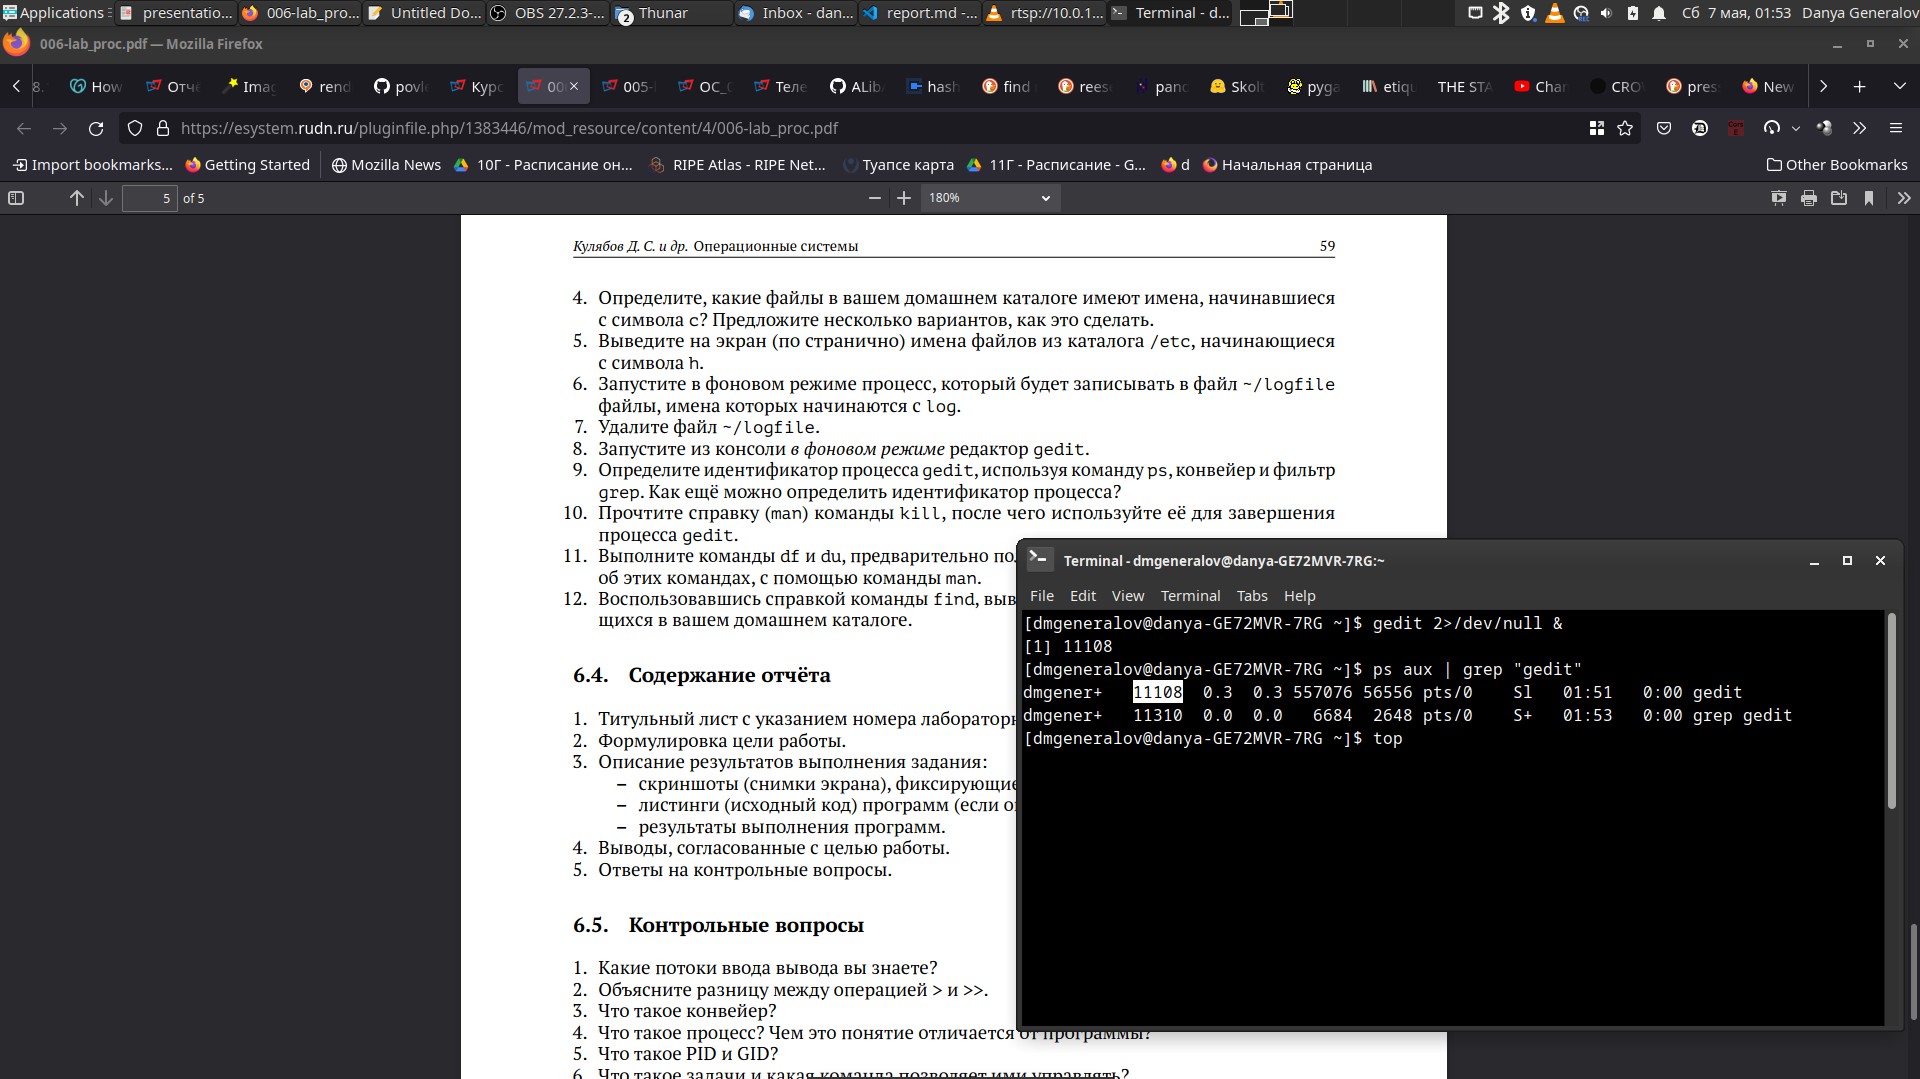 Applications
presentatio...
006-lab_pro...
Untitled Do...
OBS 27.2.3-...
2
Thunar
Inbox - dan...
report.md -...
rtsp://10.0.1...
Terminal - d...
Сб 7 мая, 01:53
Danya Generalov
006-lab_proc.pdf — Mozilla Firefox
8.
How
Отчё
Imag
rend
povl
Курс
00
005-
ОС_
Теле
ALib
hash
find
reese
panc
Skolt
pyga
etiqu
THE STA
Chan
CRO
pres
New
https://esystem.rudn.ru/pluginfile.php/1383446/mod_resource/content/4/006-lab_proc.pdf
Import bookmarks...
Getting Started
Mozilla News
10Г - Расписание он...
RIPE Atlas - RIPE Net...
Туапсе карта
11Г - Расписание - G...
d
Начальная страница
Other Bookmarks
5
of 5
180%
Кулябов Д. С. и др. Операционные системы 59
4. Определите, какие файлы в вашем домашнем каталоге имеют имена, начинавшиеся
с символа c? Предложите несколько вариантов, как это сделать.
5. Выведите на экран (по странично) имена файлов из каталога /etc, начинающиеся
с символа h.
6. Запустите в фоновом режиме процесс, который будет записывать в файл ~/logfile
файлы, имена которых начинаются с log.
7. Удалите файл ~/logfile.
8. Запустите из консоли в фоновом режиме редактор gedit.
9. Определите идентификатор процесса gedit, используя команду ps, конвейер и фильтр
grep. Как ещё можно определить идентификатор процесса?
10. Прочтите справку (man) команды kill, после чего используйте её для завершения
процесса gedit.
11. Выполните команды df и du, предварительно пол
об этих командах, с помощью команды man.
12. Воспользовавшись справкой команды find, выв
щихся в вашем домашнем каталоге.
6.4. Содержание отчёта
1. Титульный лист с указанием номера лаборатор
2. Формулировка цели работы.
3. Описание результатов выполнения задания:
– скриншоты (снимки экрана), фиксирующие
– листинги (исходный код) программ (если о
– результаты выполнения программ.
4. Выводы, согласованные с целью работы.
5. Ответы на контрольные вопросы.
6.5. Контрольные вопросы
1. Какие потоки ввода вывода вы знаете?
2. Объясните разницу между операцией > и >>.
3. Что такое конвейер?
4. Что такое процесс? Чем это понятие отличается от программы?
5. Что такое PID и GID?
6. Что такое задачи и какая команда позволяет ими управлять?
Terminal - dmgeneralov@danya-GE72MVR-7RG:~
File Edit View Terminal Tabs Help
[dmgeneralov@danya-GE72MVR-7RG ~]$ gedit 2>/dev/null &
[1] 11108
[dmgeneralov@danya-GE72MVR-7RG ~]$ ps aux | grep "gedit"
dmgener+ 11108 0.3 0.3 557076 56556 pts/0 Sl 01:51 0:00 gedit
dmgener+ 11310 0.0 0.0 6684 2648 pts/0 S+ 01:53 0:00 grep gedit
[dmgeneralov@danya-GE72MVR-7RG ~]$ top